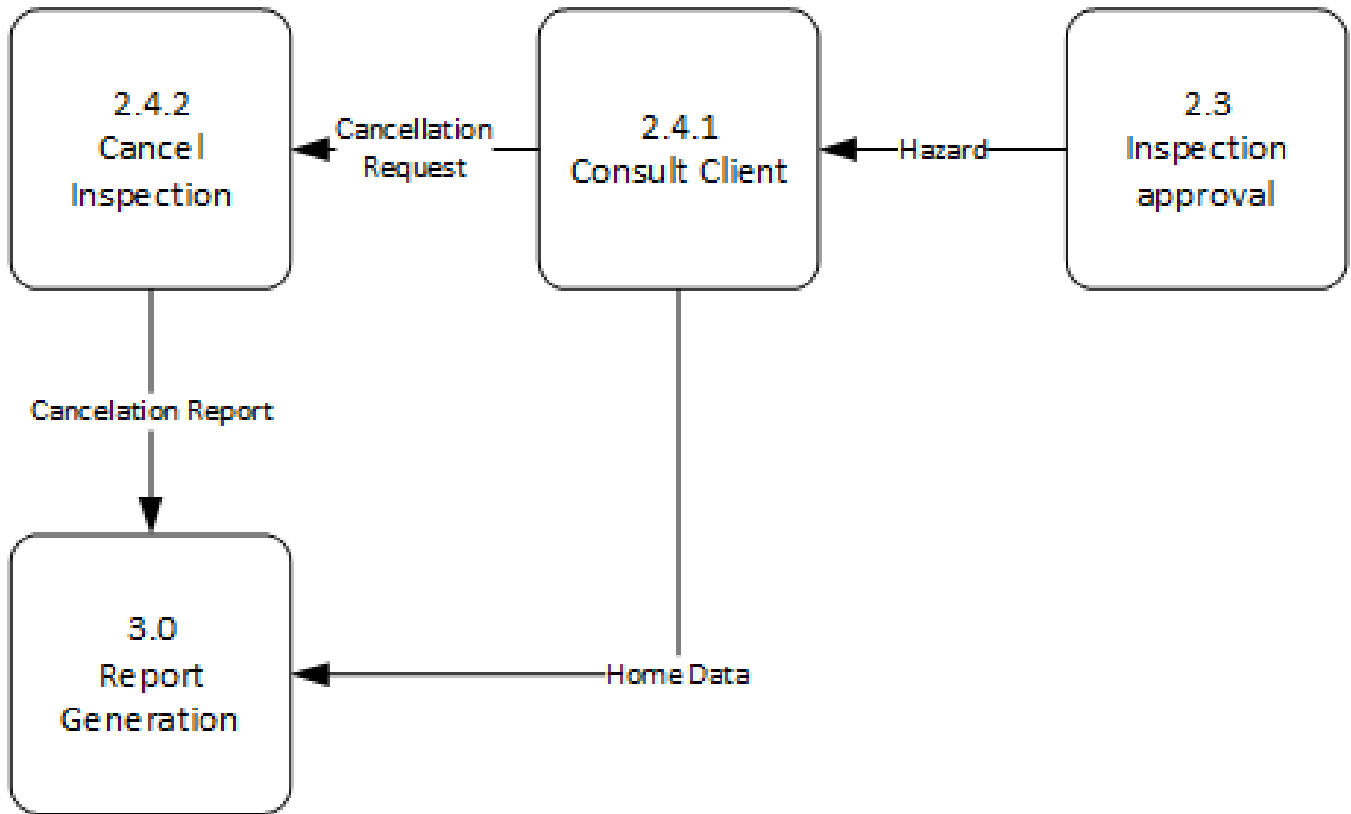 2.4.2
Cancel
Inspection
Cancellation
Request
2.4.1
Consult Client
Hazard
2.3
Inspection
approval
Cancelation Report
3.0
Report
Generation
Home Data